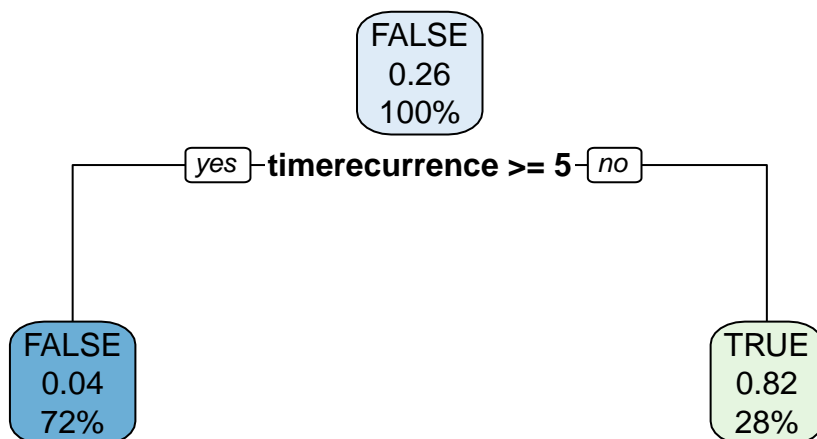 FALSE
0.26
100%
yes timerecurrence >= 5 no
FALSE
0.04
72%
TRUE
0.82
28%